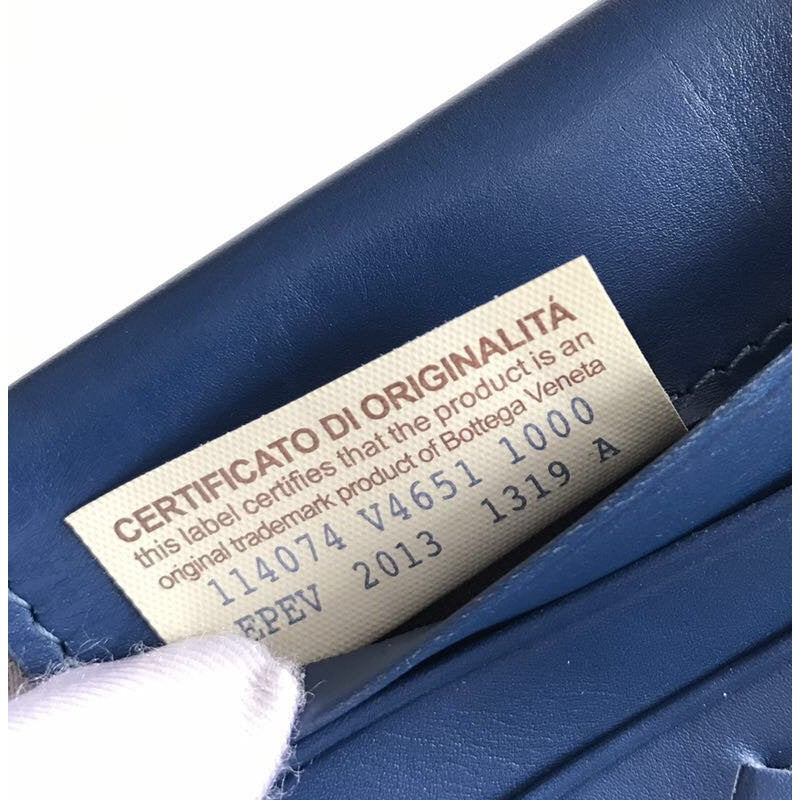 CERTIFICATO DI ORIGINALITÁ
this label certifies that the product is an
original trademark product of Bottega Veneta
114074 V4651 1000
EPEV 2013 1319 A